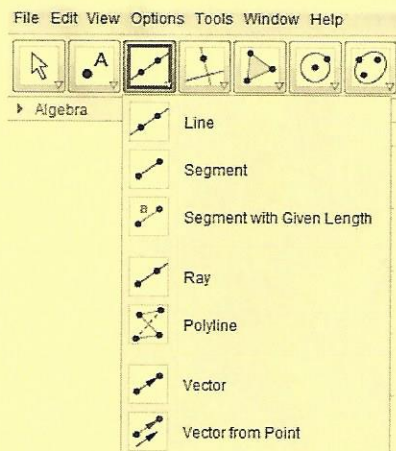 File Edit View Options Tools Window Help
A
Algebra
Line
Segment
a
Segment with Given Length
Ray
Polyline
Vector
Vector from Point